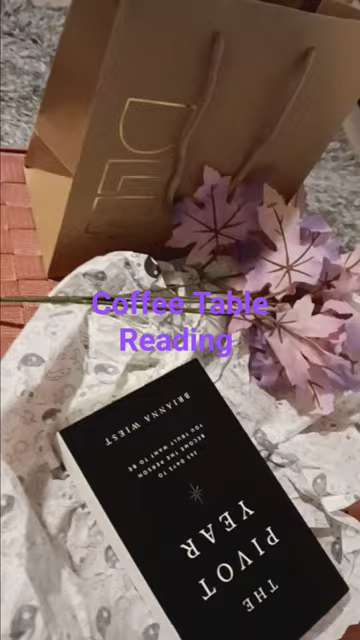 Coffee Table
Reading
THE
PIVOT
YEAR
365 DAYS TO
BECOME THE PERSON
YOU TRULY WANT TO BE
BRIANNA WIEST